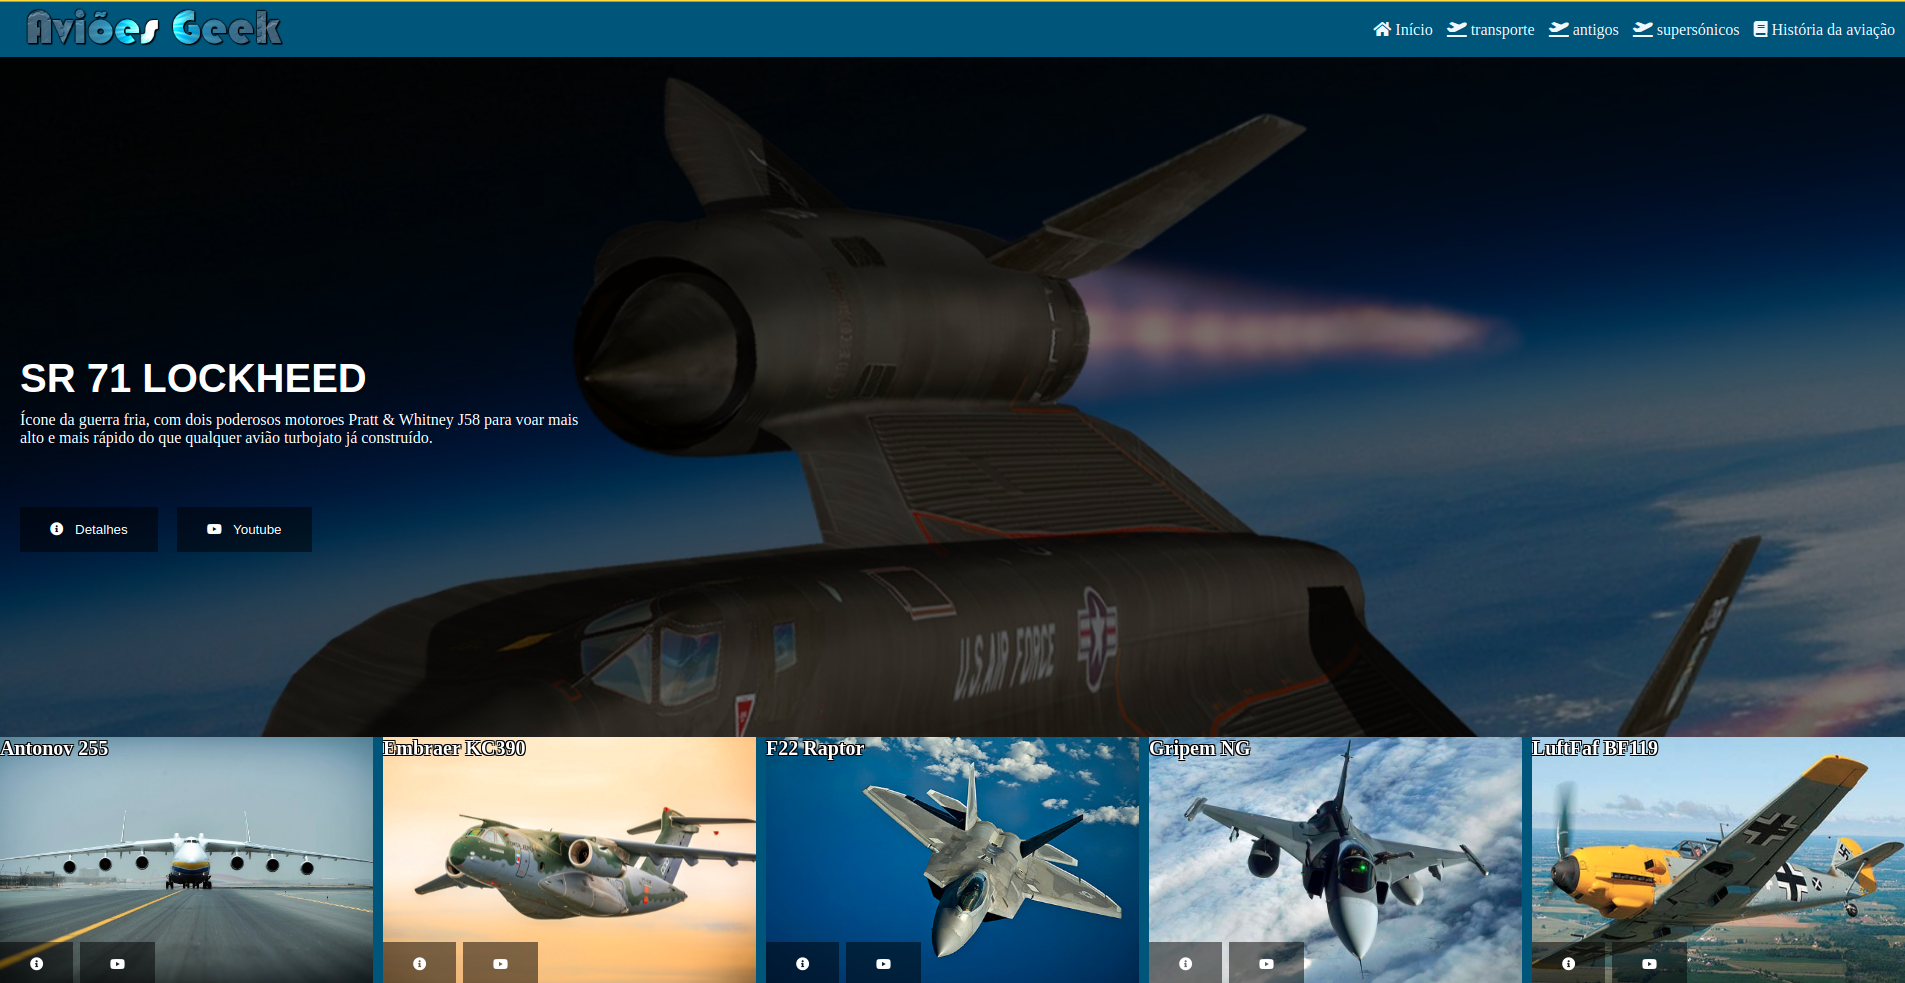 Aviões Geek
Início transporte antigos supersónicos História da aviação
SR 71 LOCKHEED
Ícone da guerra fria, com dois poderosos motoroes Pratt & Whitney J58 para voar mais
alto e mais rápido do que qualquer avião turbojato já construído.
Detalhes Youtube
U.S. AIR FORCE
Antonov 255
Embraer KC390
F22 Raptor
Gripem NG
LuftFaf BF119